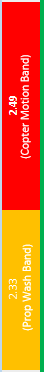 2.49
(Copter Motion Band)
2.33
(Prop Wash Band)